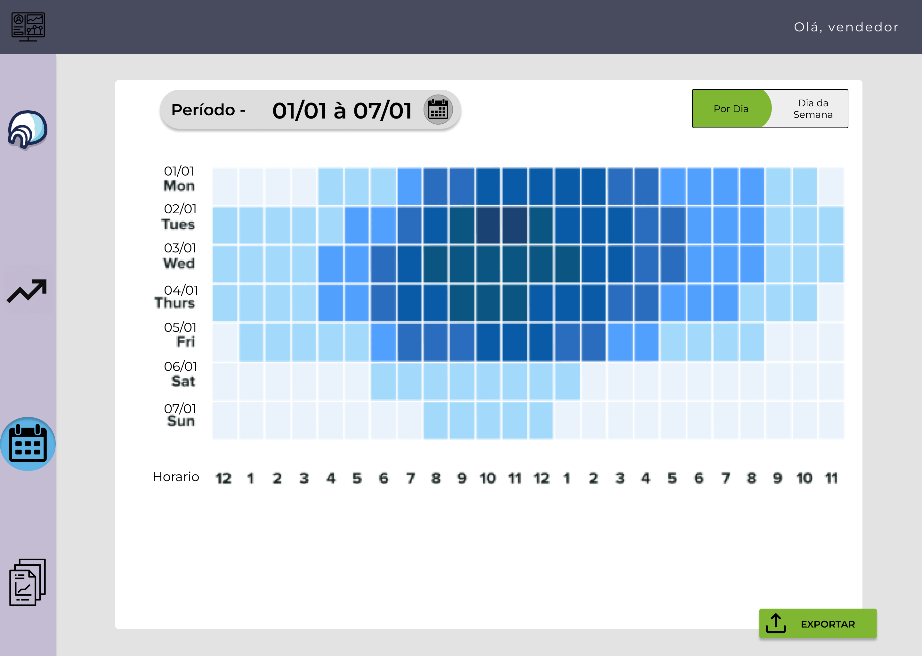 Olá, vendedor
Período - 01/01 à 07/01
Por Dia
Dia da
Semana
01/01
Mon
02/01
Tues
03/01
Wed
04/01
Thurs
05/01
Fri
06/01
Sat
07/01
Sun
Horario 12 1 2 3 4 5 6 7 8 9 10 11 12 1 2 3 4 5 6 7 8 9 10 11
EXPORTAR